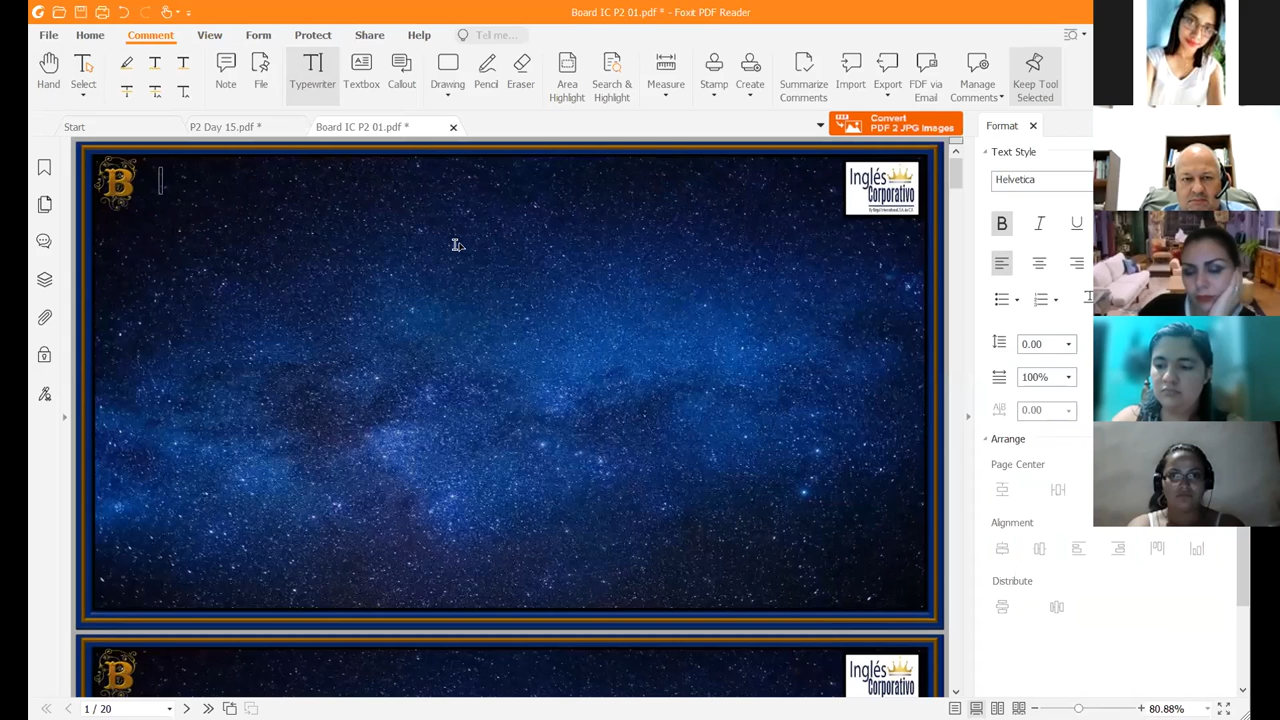 Board IC P2 01.pdf * - Foxit PDF Reader
File Home Comment View Form Protect Share Help Tell me...
Hand Select Note File Typewriter Textbox Callout Drawing Pencil Eraser Area Highlight Search & Highlight Measure Stamp Create Summarize Comments Import Export FDF via Email Manage Comments Keep Tool Selected
Start P2 Day 15.pdf * Board IC P2 01.pdf *
Convert
PDF 2 JPG Images
Format
Text Style
Helvetica
B I U
0.00
100%
0.00
Arrange
Page Center
Alignment
Distribute
B
Inglés
Corporativo
B
Inglés
Corporativo
1 / 20
80.88%